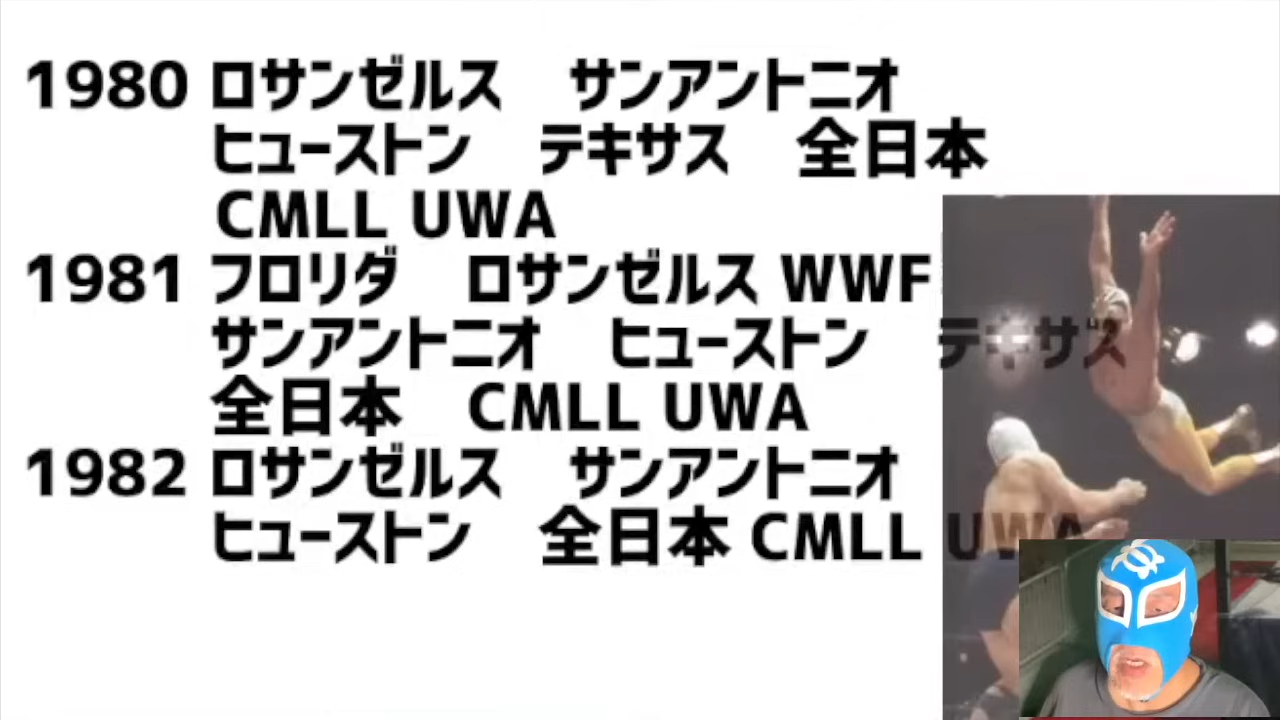 1980 ロサンゼルス　サンアントニオ
ヒューストン　テキサス　全日本
CMLL UWA
1981 フロリダ　ロサンゼルス WWF
サンアントニオ　ヒューストン　テキサス
全日本　CMLL UWA
1982 ロサンゼルス　サンアントニオ
ヒューストン　全日本 CMLL UWA